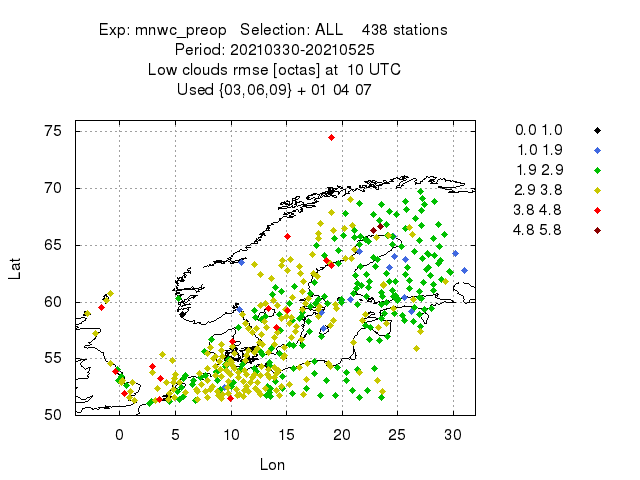 Exp: mnwc_preop   Selection: ALL    438 stations
Period: 20210330-20210525
Low clouds rmse [octas] at  10 UTC
Used {03,06,09} + 01 04 07
0.0 1.0
1.0 1.9
1.9 2.9
2.9 3.8
3.8 4.8
4.8 5.8
75
70
65
60
55
50
Lat
0 5 10 15 20 25 30
Lon